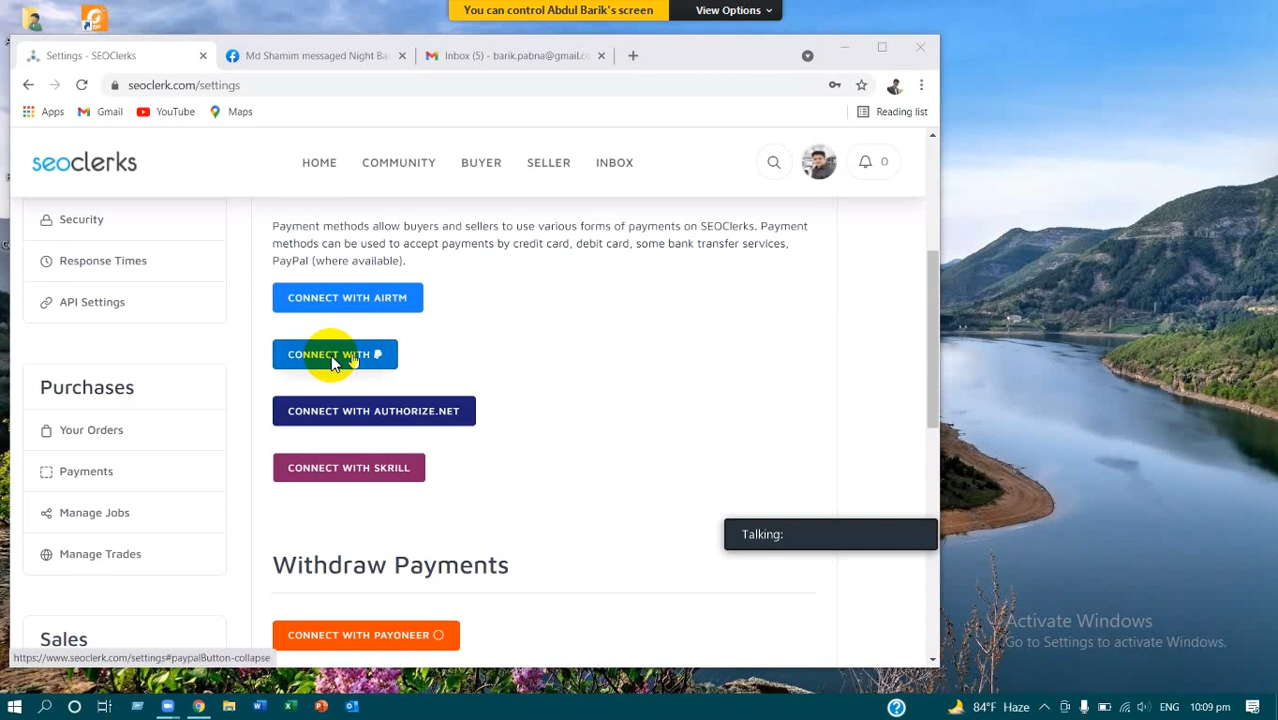 You can control Abdul Barik's screen
View Options
Settings - SEOClerks
Md Shamim messaged Night Ba
Inbox (5) - barik.pabna@gmail.co
seoclerk.com/settings
Apps
Gmail
YouTube
Maps
Reading list
seoclerks
HOME
COMMUNITY
BUYER
SELLER
INBOX
0
Security
Response Times
API Settings
Payment methods allow buyers and sellers to use various forms of payments on SEOClerks. Payment
methods can be used to accept payments by credit card, debit card, some bank transfer services,
PayPal (where available).
CONNECT WITH AIRTM
CONNECT WITH
CONNECT WITH AUTHORIZE.NET
CONNECT WITH SKRILL
Purchases
Your Orders
Payments
Manage Jobs
Manage Trades
Talking:
Withdraw Payments
CONNECT WITH PAYONEER
Sales
https://www.seoclerk.com/settings#paypalButton-collapse
Activate Windows
Go to Settings to activate Windows.
84°F Haze
ENG
10:09 pm